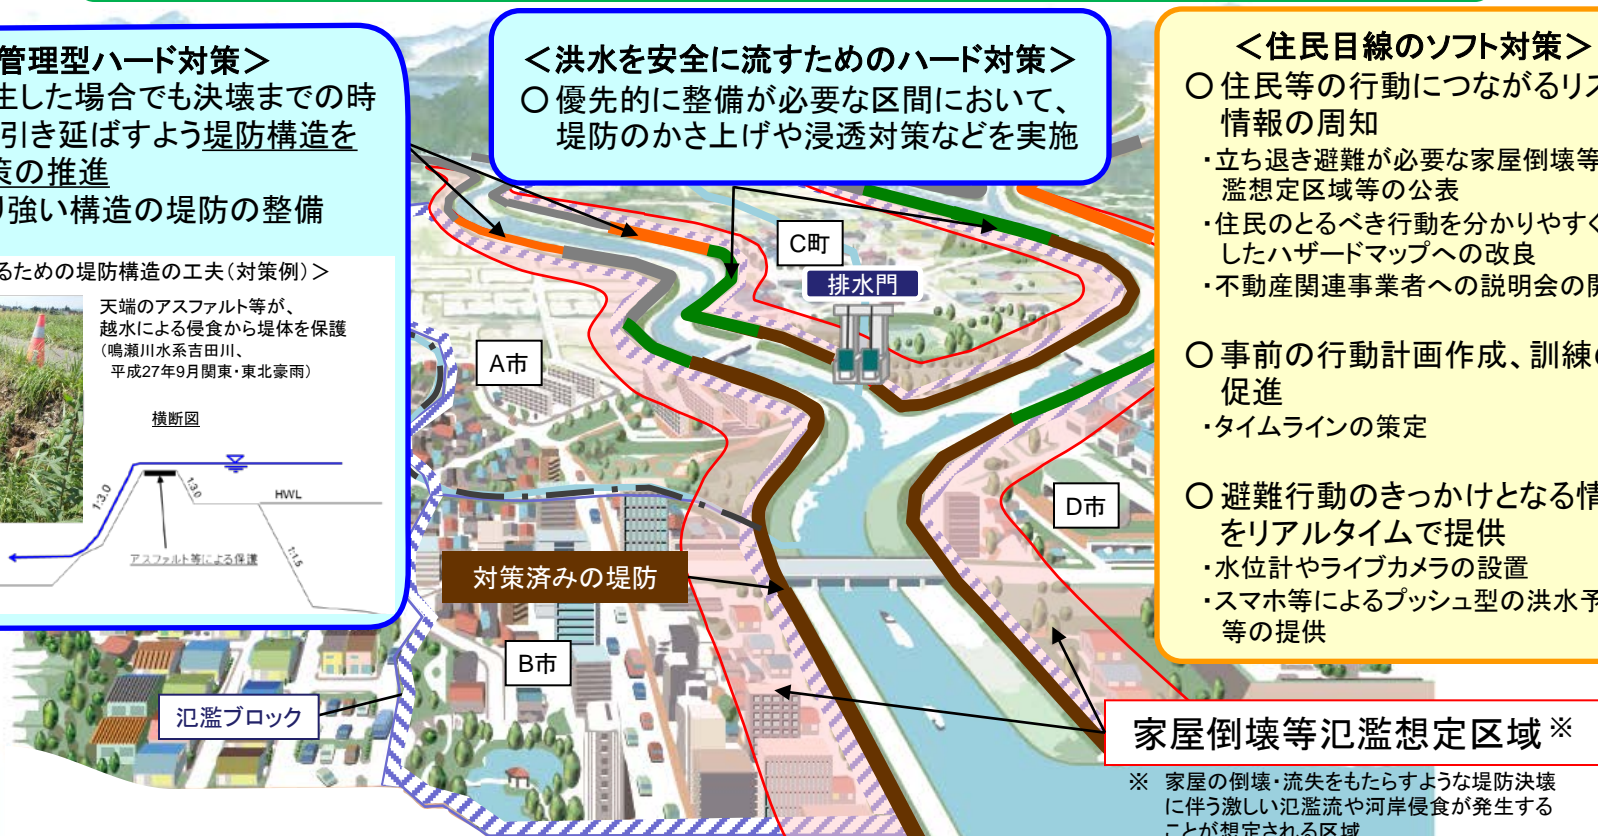 管理型ハード対策＞
生した場合でも決壊までの時
引き延ばすよう堤防構造を
策の推進
り強い構造の堤防の整備
るための堤防構造の工夫（対策例）＞
天端のアスファルト等が、
越水による侵食から堤体を保護
（鳴瀬川水系吉田川、
平成27年9月関東・東北豪雨）
横断図
1:3.0
1:3.0
HWL
1:1.5
アスファルト等による保護
＜洪水を安全に流すためのハード対策＞
○優先的に整備が必要な区間において、
堤防のかさ上げや浸透対策などを実施
＜住民目線のソフト対策＞
○住民等の行動につながるリス
情報の周知
・立ち退き避難が必要な家屋倒壊等
濫想定区域等の公表
・住民のとるべき行動を分かりやすく
したハザードマップへの改良
・不動産関連事業者への説明会の開
○事前の行動計画作成、訓練の
促進
・タイムラインの策定
○避難行動のきっかけとなる情
をリアルタイムで提供
・水位計やライブカメラの設置
・スマホ等によるプッシュ型の洪水予
等の提供
C町
排水門
A市
D市
対策済みの堤防
B市
氾濫ブロック
家屋倒壊等氾濫想定区域※
※ 家屋の倒壊・流失をもたらすような堤防決壊
に伴う激しい氾濫流や河岸侵食が発生する
ことが想定される区域